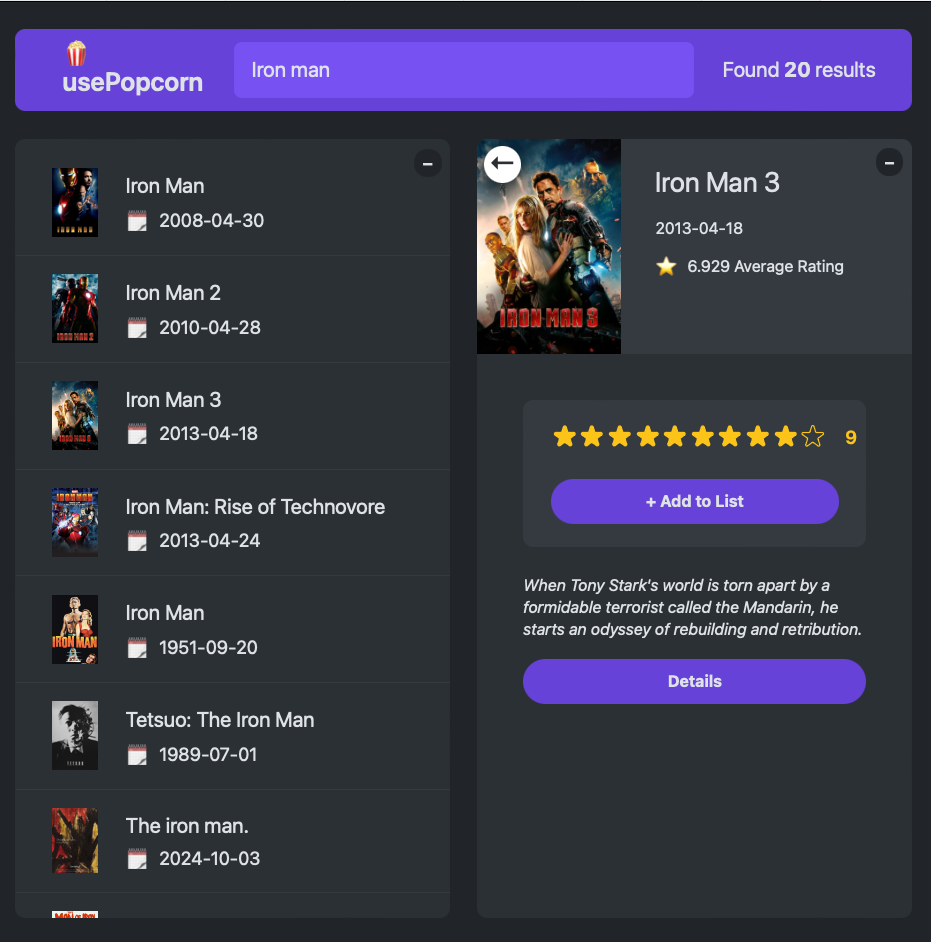 usePopcorn
Iron man
Found 20 results
Iron Man
2008-04-30
Iron Man 2
2010-04-28
Iron Man 3
2013-04-18
Iron Man: Rise of Technovore
2013-04-24
Iron Man
1951-09-20
IRON MAN
Tetsuo: The Iron Man
1989-07-01
The iron man.
2024-10-03
IRON MAN 3
Iron Man 3
2013-04-18
6.929 Average Rating
9
+ Add to List
When Tony Stark's world is torn apart by a
formidable terrorist called the Mandarin, he
starts an odyssey of rebuilding and retribution.
Details